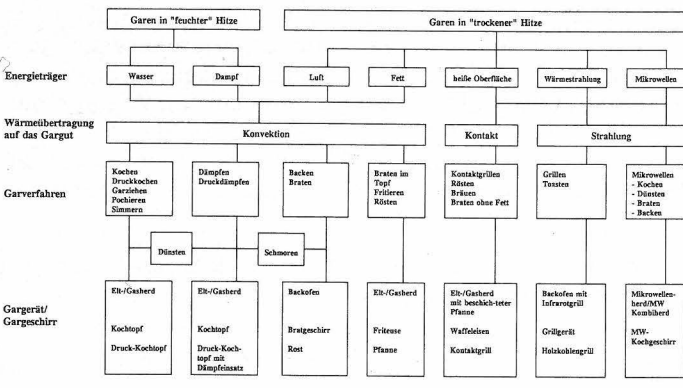 Garen in "feuchter" Hitze
Garen in "trockener" Hitze
Energieträger
Wasser
Dampf
Luft
Fett
heiße Oberfläche
Wärmestrahlung
Mikrowellen
Wärmeübertragung
auf das Gargut
Konvektion
Kontakt
Strahlung
Garverfahren
Kochen
Druckkochen
Garziehen
Pochieren
Simmern
Dämpfen
Druckdämpfen
Backen
Braten
Braten im
Topf
Fritieren
Rösten
Kontaktgrillen
Rösten
Bräuen
Braten ohne Fett
Grillen
Toxsten
Mikrowellen
- Kochen
- Dünsten
- Braten
- Backen
Dünsten
Schmoren
Gargerät/
Gargeschirr
Elt-/Gasherd
Kochtopf
Druck-Kochtopf
Elt-/Gasherd
Kochtopf
Druck-Koch-
topf mit
Dämpfeinsatz
Backofen
Bratgeschirr
Rost
Elt-/Gasherd
Friteuse
Pfanne
Elt-/Gasherd
mit beschich-teter
Pfanne
Waffeleisen
Kontaktgrill
Backofen mit
Infrarotgrill
Grillgerät
Holzkohlengrill
Mikrowellen-
herd/MW
Kombiherd
MW-
Kochgeschirr